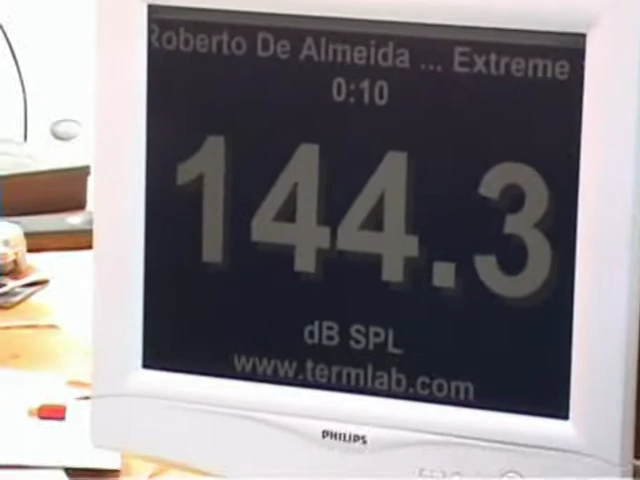 Roberto De Almeida ... Extreme
0:10
144.3
dB SPL
www.termlab.com
PHILIPS